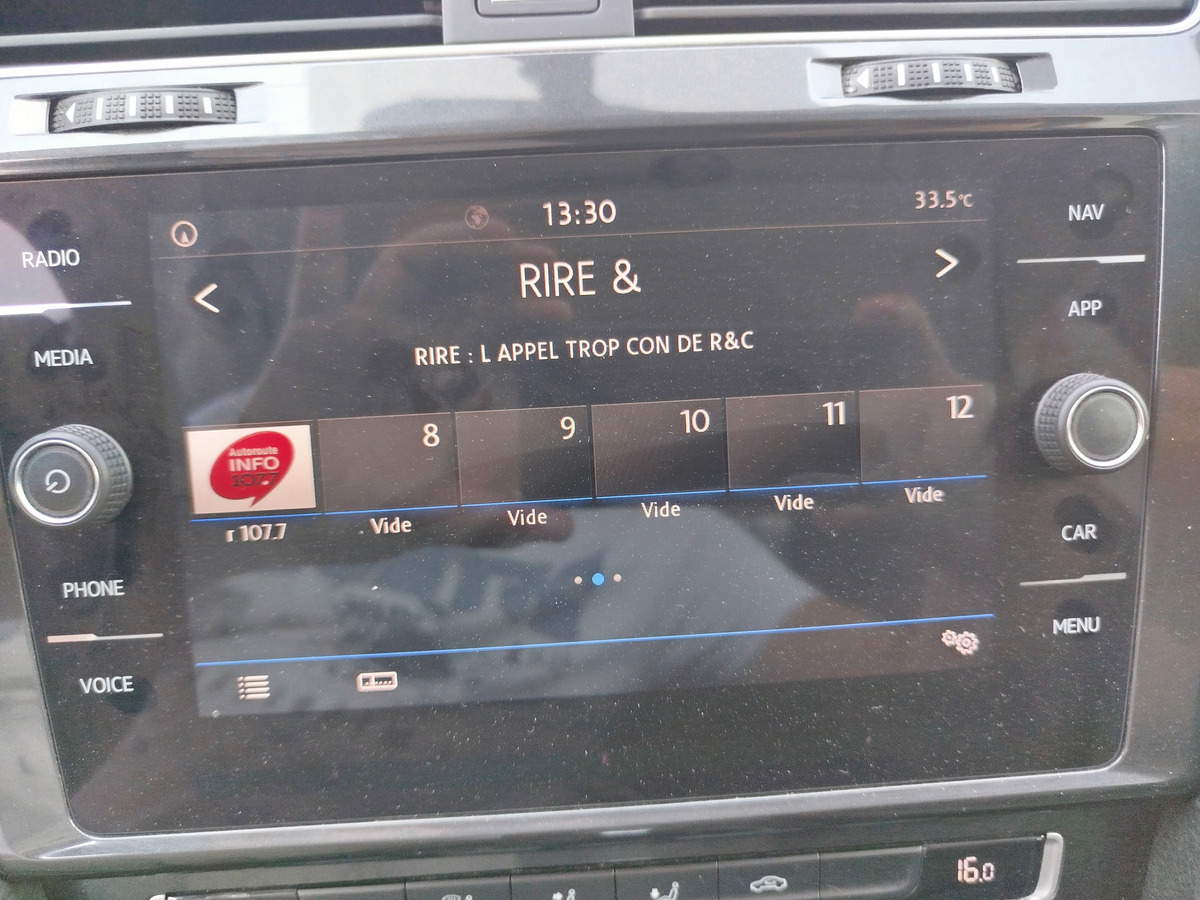 13:30
33.5°C
RADIO
NAV
<
RIRE &
>
APP
MEDIA
RIRE : L APPEL TROP CON DE R&C
8
9
10
11
12
Autoroute
INFO
107.7
r 107.7
Vide
Vide
Vide
Vide
Vide
PHONE
CAR
VOICE
MENU
16.0